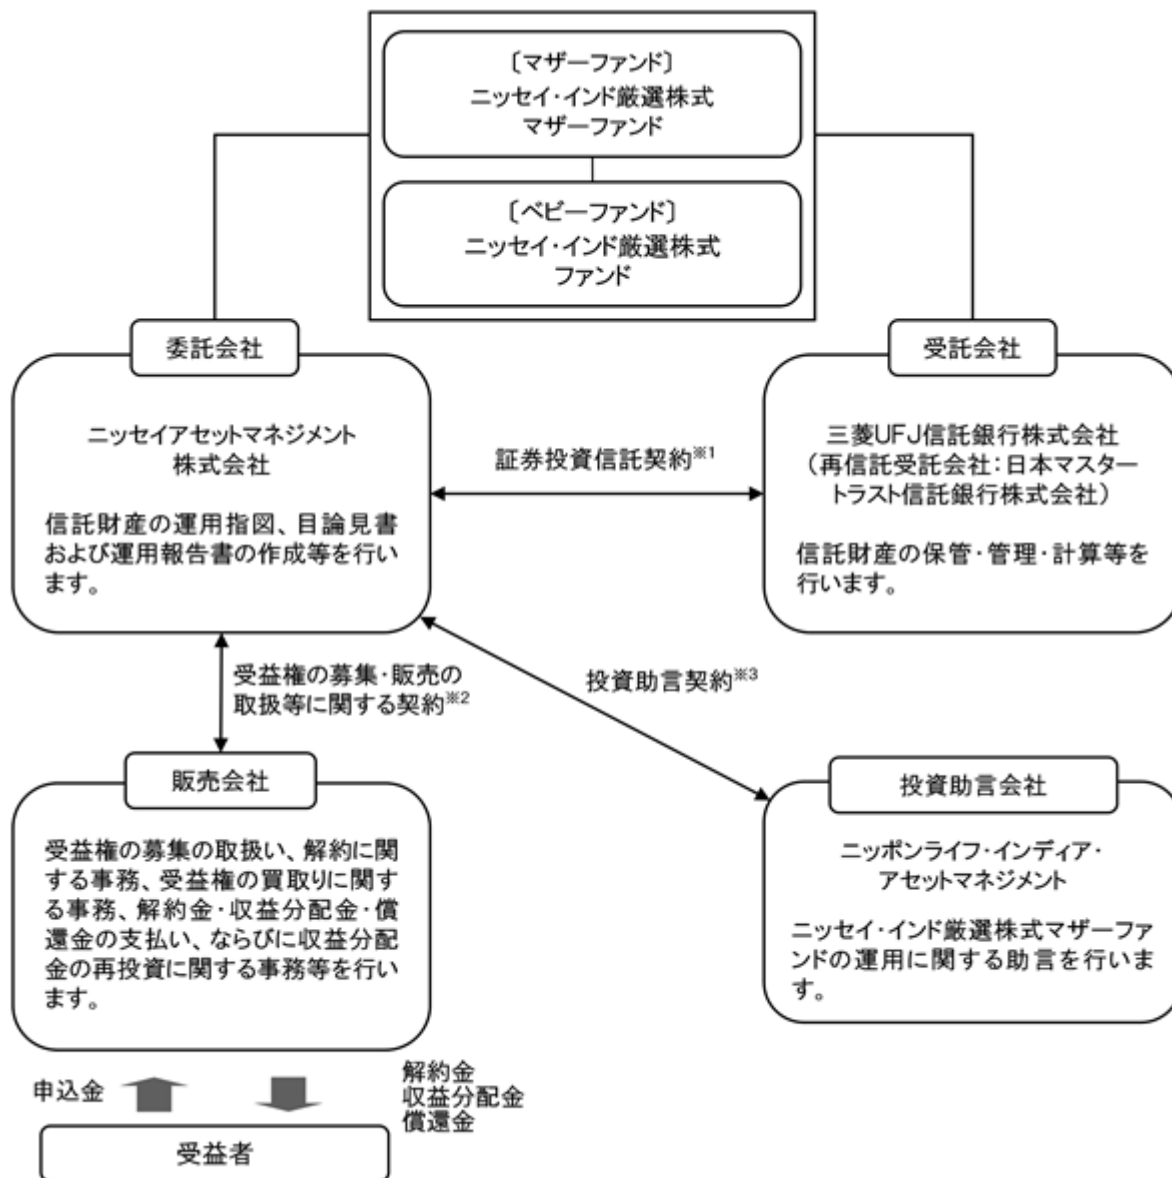 〔マザーファンド〕
ニッセイ・インド厳選株式
マザーファンド
〔ベビーファンド〕
ニッセイ・インド厳選株式
ファンド
委託会社
ニッセイアセットマネジメント
株式会社
信託財産の運用指図、目論見書
および運用報告書の作成等を行い
ます。
証券投資信託契約※1
受託会社
三菱UFJ信託銀行株式会社
（再信託受託会社：日本マスター
トラスト信託銀行株式会社）
信託財産の保管・管理・計算等を
行います。
受益権の募集・販売の
取扱等に関する契約※2
投資助言契約※3
販売会社
受益権の募集の取扱い、解約に関
する事務、受益権の買取りに関す
る事務、解約金・収益分配金・償
還金の支払い、ならびに収益分配
金の再投資に関する事務等を行い
ます。
投資助言会社
ニッポンライフ・インディア・
アセットマネジメント
ニッセイ・インド厳選株式マザーファ
ンドの運用に関する助言を行いま
す。
申込金
解約金
収益分配金
償還金
受益者